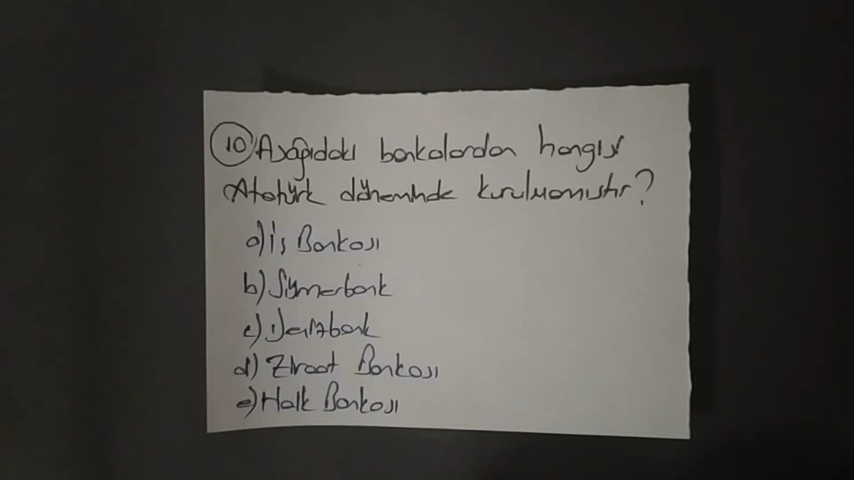 10 Aşağıdaki bankalardan hangisi
Atatürk döneminde kurulmamıştır?
a) İş Bankası
b) Sümerbank
c) Denizbank
d) Ziraat Bankası
e) Halk Bankası